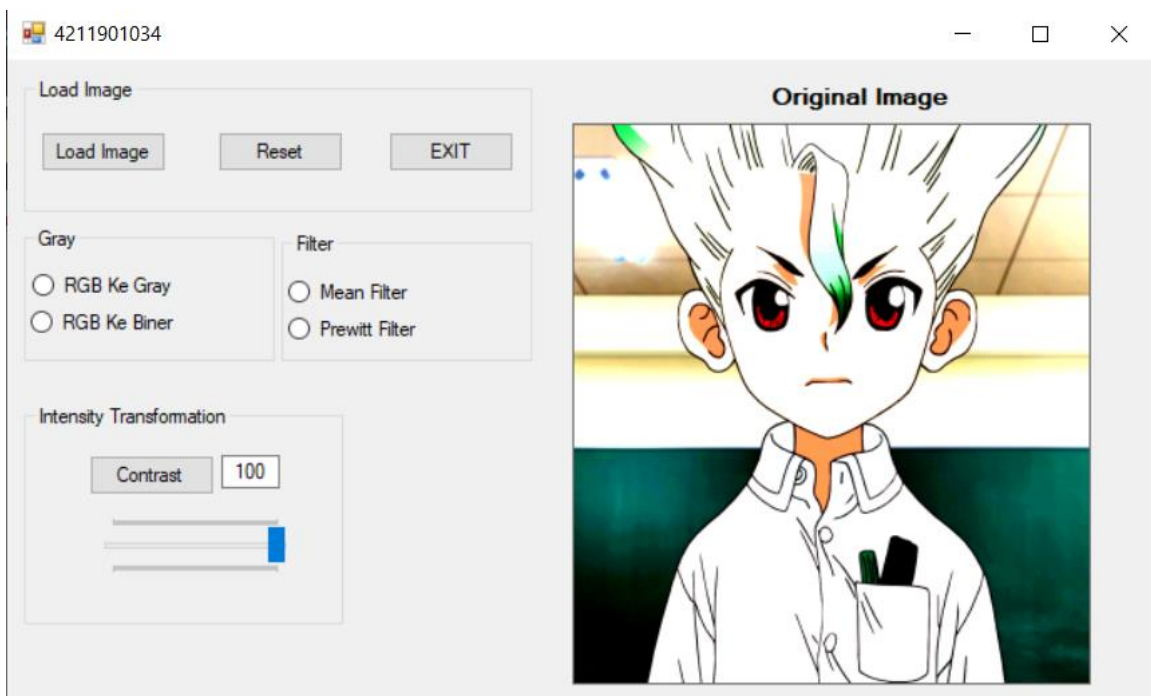 4211901034
Load Image
Load Image Reset EXIT
Original Image
Gray
RGB Ke Gray
RGB Ke Biner
Filter
Mean Filter
Prewitt Filter
Intensity Transformation
Contrast 100